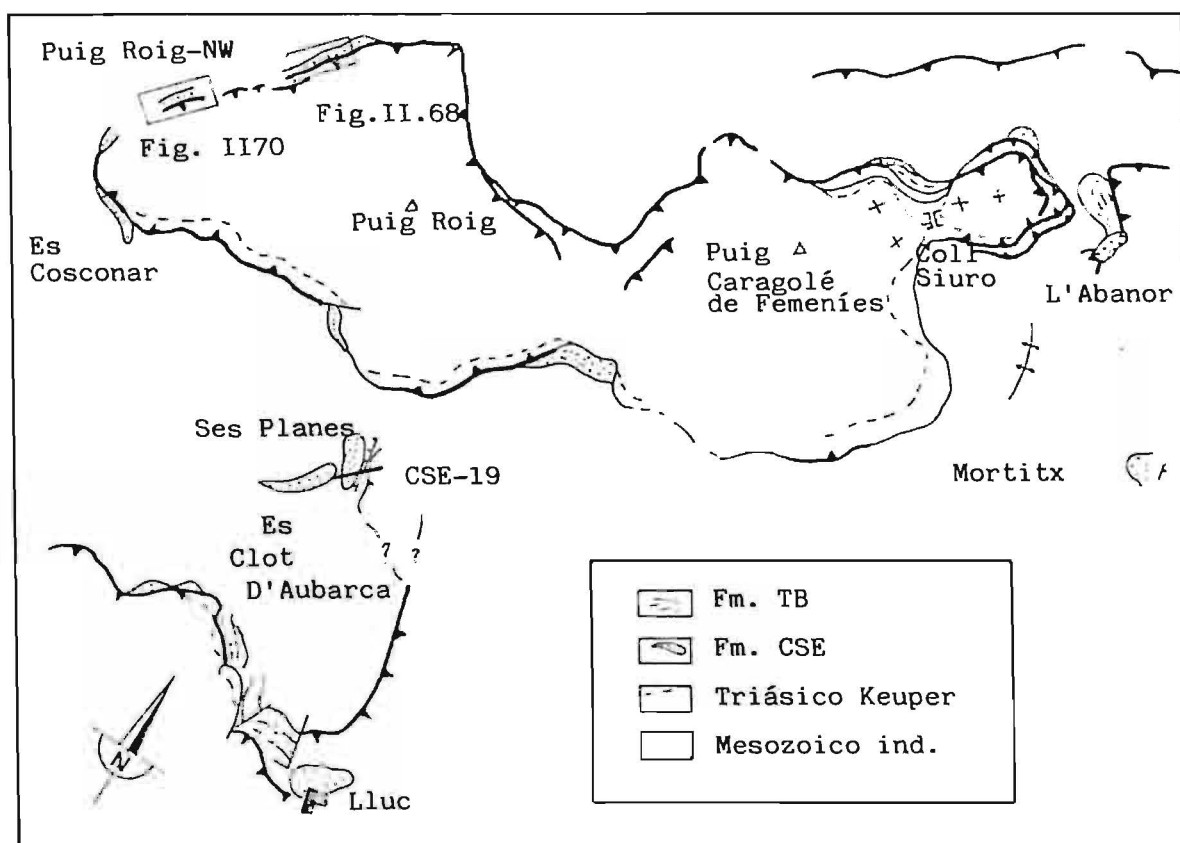 Puig Roig-NW
Fig.II.68
Fig. II70
Puig Roig
Es
Cosconar
Puig
Caragolé
de Femeníes
Coll
Siuro
L'Abanor
Ses Planes
CSE-19
Mortitx
Es
Clot
D'Aubarca
? ?
Fm. TB
Fm. CSE
Triásico Keuper
Mesozoico ind.
N
Lluc